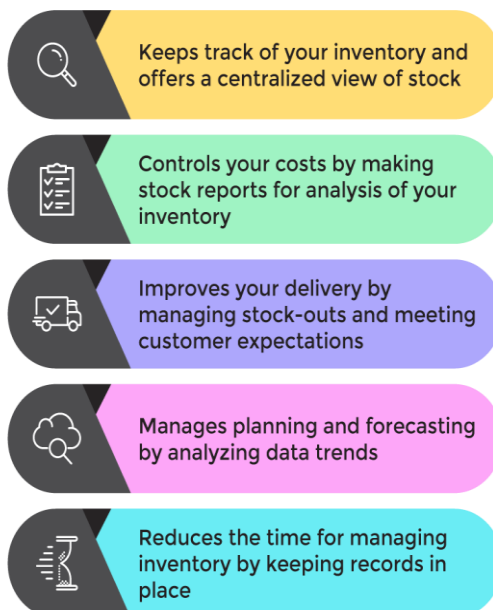 Keeps track of your inventory and
offers a centralized view of stock
Controls your costs by making
stock reports for analysis of your
inventory
Improves your delivery by
managing stock-outs and meeting
customer expectations
Manages planning and forecasting
by analyzing data trends
Reduces the time for managing
inventory by keeping records in
place